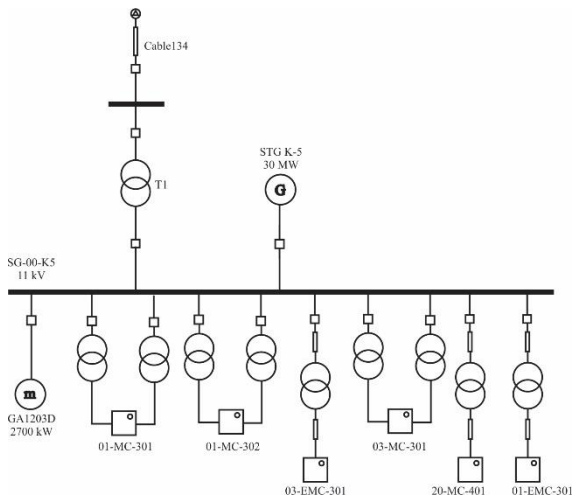 Cable134
T1
STG K-5
30 MW
G
SG-00-K5
11 kV
m
GA1203D
2700 kW
01-MC-301
01-MC-302
03-EMC-301
03-MC-301
20-MC-401
01-EMC-301